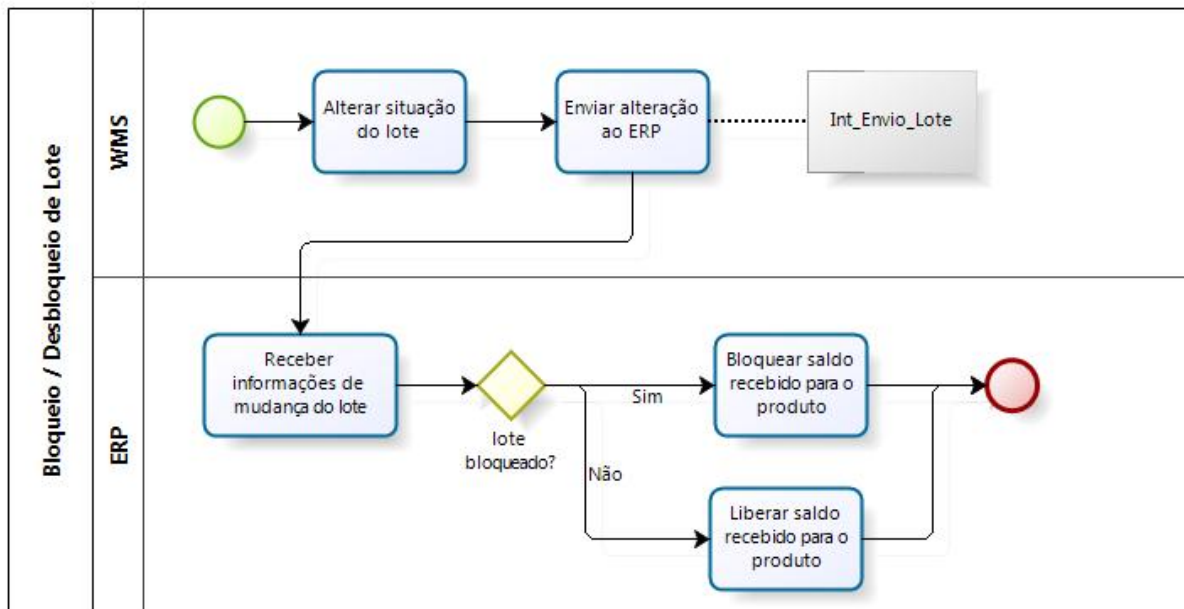 Bloqueio / Desbloqueio de Lote
WMS
Alterar situação
do lote
Enviar alteração
ao ERP
Int_Envio_Lote
ERP
Receber
informações de
mudança do lote
lote
bloqueado?
Sim
Não
Bloquear saldo
recebido para o
produto
Liberar saldo
recebido para o
produto